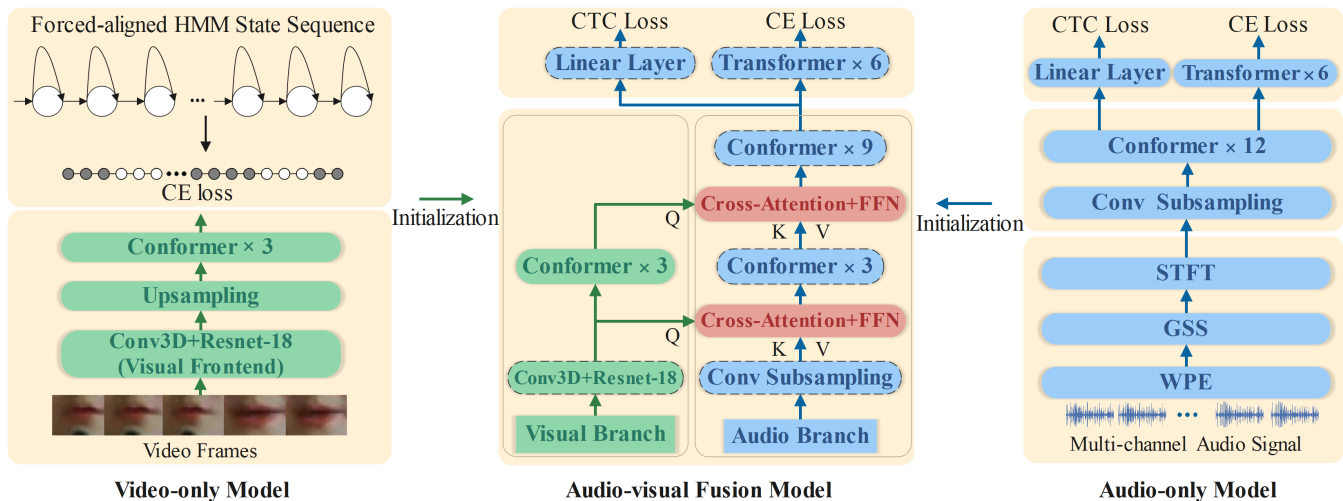 Forced-aligned HMM State Sequence
...
...
CE loss
Conformer × 3
Upsampling
Conv3D+Resnet-18
(Visual Frontend)
Video Frames
Video-only Model
Initialization
CTC Loss
CE Loss
Linear Layer
Transformer × 6
Conformer × 9
Cross-Attention+FFN
Q
K
V
Conformer × 3
Conformer × 3
Cross-Attention+FFN
Q
K
V
Conv3D+Resnet-18
Conv Subsampling
Visual Branch
Audio Branch
Audio-visual Fusion Model
Initialization
CTC Loss
CE Loss
Linear Layer
Transformer × 6
Conformer × 12
Conv Subsampling
STFT
GSS
WPE
...
Multi-channel Audio Signal
Audio-only Model